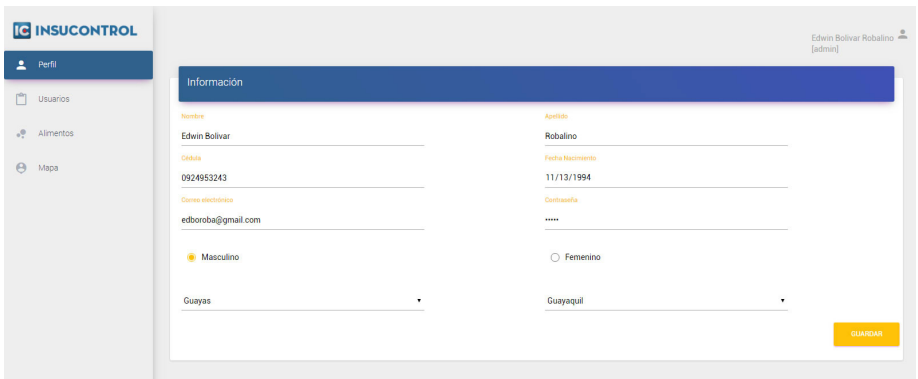 IC INSUCONTROL
Edwin Bolivar Robalino
[admin]
Perfil
Usuarios
Alimentos
Mapa
Información
Nombre
Apellido
Edwin Bolivar
Robalino
Cédula
Fecha Nacimiento
0924953243
11/13/1994
Correo electrónico
Contraseña
edboroba@gmail.com
•••••
Masculino
Femenino
Guayas
Guayaquil
GUARDAR